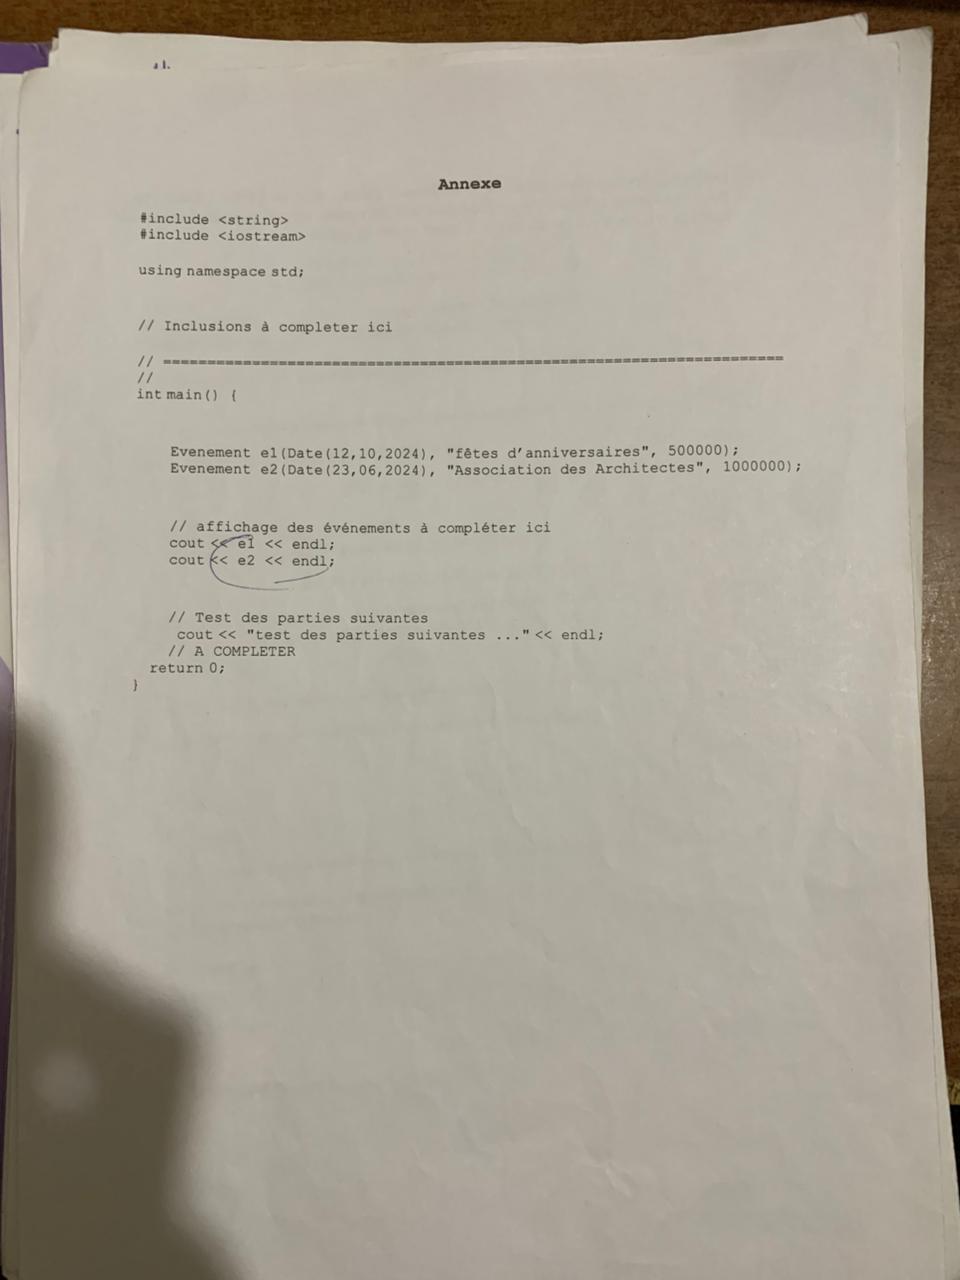 Annexe
#include <string>
#include <iostream>
using namespace std;
// Inclusions à completer ici
// =======================================================================
//
int main() {
Evenement e1(Date(12,10,2024), "fêtes d'anniversaires", 500000);
Evenement e2(Date(23,06,2024), "Association des Architectes", 1000000);
// affichage des événements à compléter ici
cout << e1 << endl;
cout << e2 << endl;
// Test des parties suivantes
cout << "test des parties suivantes ..." << endl;
// A COMPLETER
return 0;
}